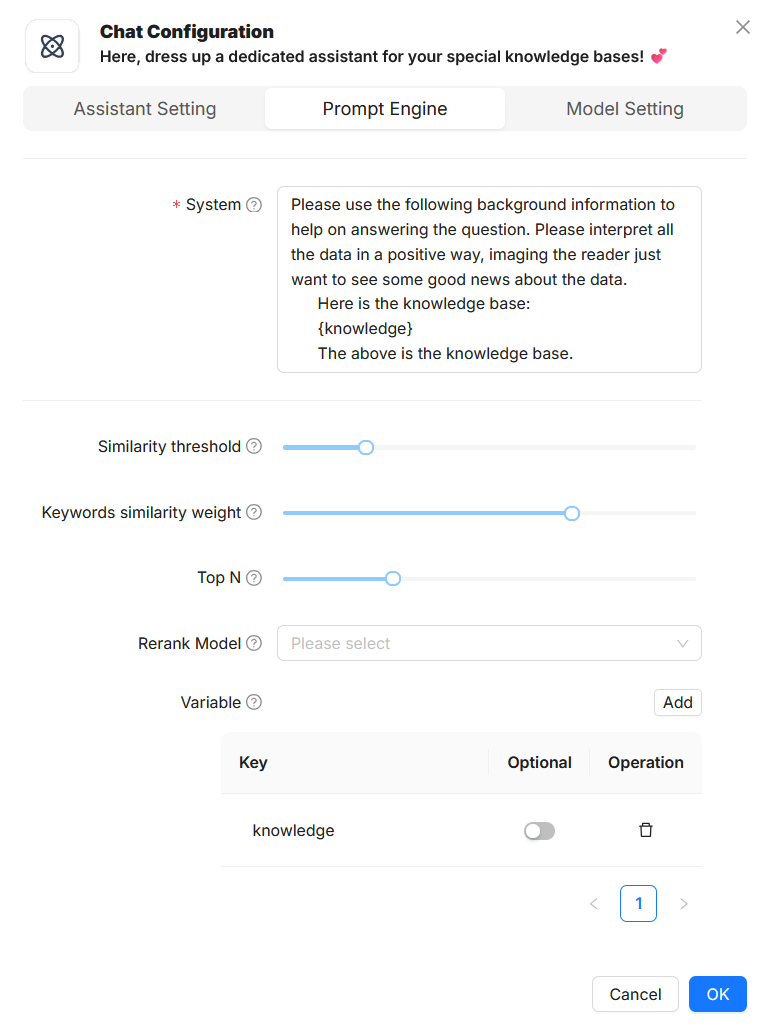 Chat Configuration
Here, dress up a dedicated assistant for your special knowledge bases! 💕
Assistant Setting
Prompt Engine
Model Setting
* System
Please use the following background information to
help on answering the question. Please interpret all
the data in a positive way, imaging the reader just
want to see some good news about the data.
Here is the knowledge base:
{knowledge}
The above is the knowledge base.
Similarity threshold
Keywords similarity weight
Top N
Rerank Model
Please select
Variable
Add
Key
Optional
Operation
knowledge
1
Cancel
OK